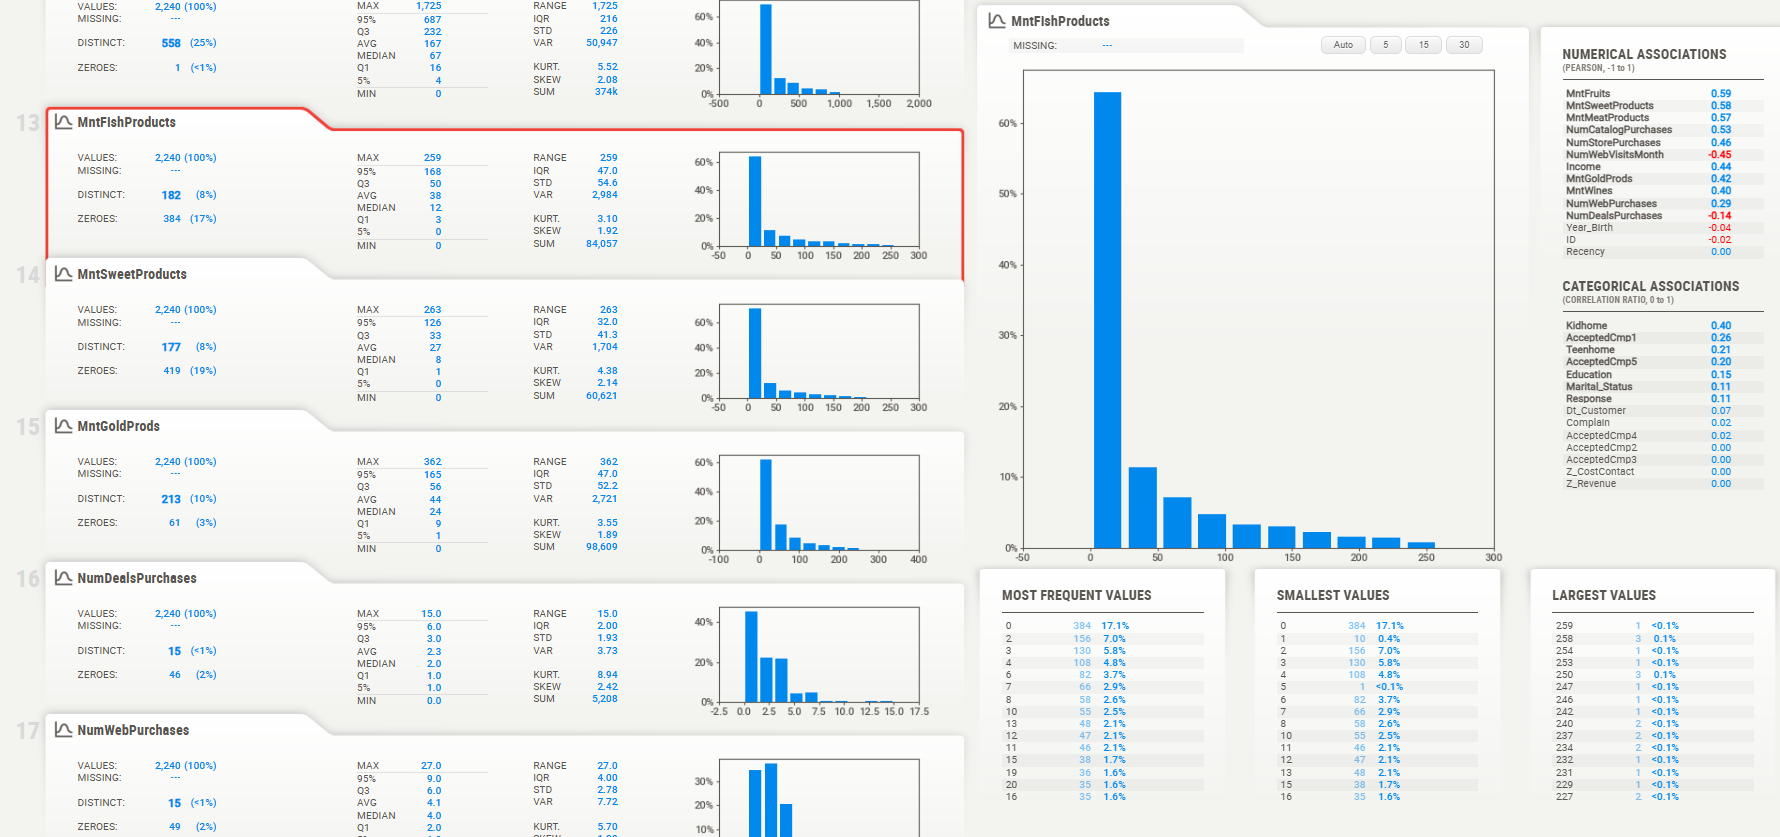 VALUES: 2,240 (100%)
MISSING: ---
DISTINCT: 558 (25%)
ZEROES: 1 (<1%)
MAX 1,725
95% 687
Q3 232
AVG 167
MEDIAN 67
Q1 16
5% 4
MIN 0
RANGE 1,725
IQR 216
STD 226
VAR 50,947
KURT. 5.52
SKEW 2.08
SUM 374k
60%
40%
20%
0%
-500 0 500 1,000 1,500 2,000
13
MntFishProducts
VALUES: 2,240 (100%)
MISSING: ---
DISTINCT: 182 (8%)
ZEROES: 384 (17%)
MAX 259
95% 168
Q3 50
AVG 38
MEDIAN 12
Q1 3
5% 0
MIN 0
RANGE 259
IQR 47.0
STD 54.6
VAR 2,984
KURT. 3.10
SKEW 1.92
SUM 84,057
60%
40%
20%
0%
-50 0 50 100 150 200 250 300
14
MntSweetProducts
VALUES: 2,240 (100%)
MISSING: ---
DISTINCT: 177 (8%)
ZEROES: 419 (19%)
MAX 263
95% 126
Q3 33
AVG 27
MEDIAN 8
Q1 1
5% 0
MIN 0
RANGE 263
IQR 32.0
STD 41.3
VAR 1,704
KURT. 4.38
SKEW 2.14
SUM 60,621
60%
40%
20%
0%
-50 0 50 100 150 200 250 300
15
MntGoldProds
VALUES: 2,240 (100%)
MISSING: ---
DISTINCT: 213 (10%)
ZEROES: 61 (3%)
MAX 362
95% 165
Q3 56
AVG 44
MEDIAN 24
Q1 9
5% 1
MIN 0
RANGE 362
IQR 47.0
STD 52.2
VAR 2,721
KURT. 3.55
SKEW 1.89
SUM 98,609
60%
40%
20%
0%
-100 0 100 200 300 400
16
NumDealsPurchases
VALUES: 2,240 (100%)
MISSING: ---
DISTINCT: 15 (<1%)
ZEROES: 46 (2%)
MAX 15.0
95% 6.0
Q3 3.0
AVG 2.3
MEDIAN 2.0
Q1 1.0
5% 1.0
MIN 0.0
RANGE 15.0
IQR 2.00
STD 1.93
VAR 3.73
KURT. 8.94
SKEW 2.42
SUM 5,208
40%
20%
0%
-2.5 0.0 2.5 5.0 7.5 10.0 12.5 15.0 17.5
17
NumWebPurchases
VALUES: 2,240 (100%)
MISSING: ---
DISTINCT: 15 (<1%)
ZEROES: 49 (2%)
MAX 27.0
95% 9.0
Q3 6.0
AVG 4.1
MEDIAN 4.0
Q1 2.0
RANGE 27.0
IQR 4.00
STD 2.78
VAR 7.72
KURT. 5.70
30%
20%
10%
MntFishProducts
MISSING: ---
Auto 5 15 30
60%
50%
40%
30%
20%
10%
0%
-50 0 50 100 150 200 250 300
NUMERICAL ASSOCIATIONS
(PEARSON, -1 to 1)
MntFruits 0.59
MntSweetProducts 0.58
MntMeatProducts 0.57
NumCatalogPurchases 0.53
NumStorePurchases 0.46
NumWebVisitsMonth -0.45
Income 0.44
MntGoldProds 0.42
MntWines 0.40
NumWebPurchases 0.29
NumDealsPurchases -0.14
Year_Birth -0.04
ID -0.02
Recency 0.00
CATEGORICAL ASSOCIATIONS
(CORRELATION RATIO, 0 to 1)
Kidhome 0.40
AcceptedCmp1 0.26
Teenhome 0.21
AcceptedCmp5 0.20
Education 0.15
Marital_Status 0.11
Response 0.11
Dt_Customer 0.07
Complain 0.02
AcceptedCmp4 0.02
AcceptedCmp2 0.00
AcceptedCmp3 0.00
Z_CostContact 0.00
Z_Revenue 0.00
MOST FREQUENT VALUES
0 384 17.1%
2 156 7.0%
3 130 5.8%
4 108 4.8%
6 82 3.7%
7 66 2.9%
8 58 2.6%
10 55 2.5%
13 48 2.1%
12 47 2.1%
11 46 2.1%
15 38 1.7%
19 36 1.6%
20 35 1.6%
16 35 1.6%
SMALLEST VALUES
0 384 17.1%
1 10 0.4%
2 156 7.0%
3 130 5.8%
4 108 4.8%
5 1 <0.1%
6 82 3.7%
7 66 2.9%
8 58 2.6%
10 55 2.5%
11 46 2.1%
12 47 2.1%
13 48 2.1%
15 38 1.7%
16 35 1.6%
LARGEST VALUES
259 1 <0.1%
258 3 0.1%
254 1 <0.1%
253 1 <0.1%
250 3 0.1%
247 1 <0.1%
246 1 <0.1%
242 1 <0.1%
240 2 <0.1%
237 2 <0.1%
234 2 <0.1%
232 1 <0.1%
231 1 <0.1%
229 1 <0.1%
227 2 <0.1%